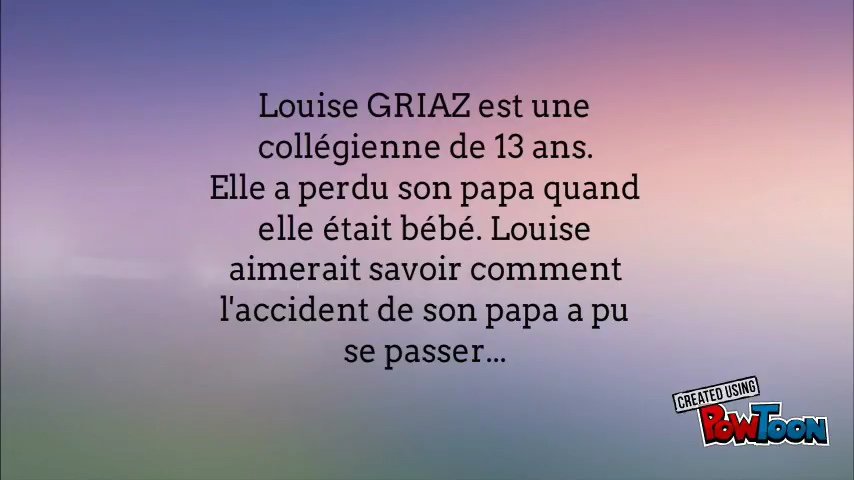 Louise GRIAZ est une
collégienne de 13 ans.
Elle a perdu son papa quand
elle était bébé. Louise
aimerait savoir comment
l'accident de son papa a pu
se passer...
CREATED USING
POWTOON